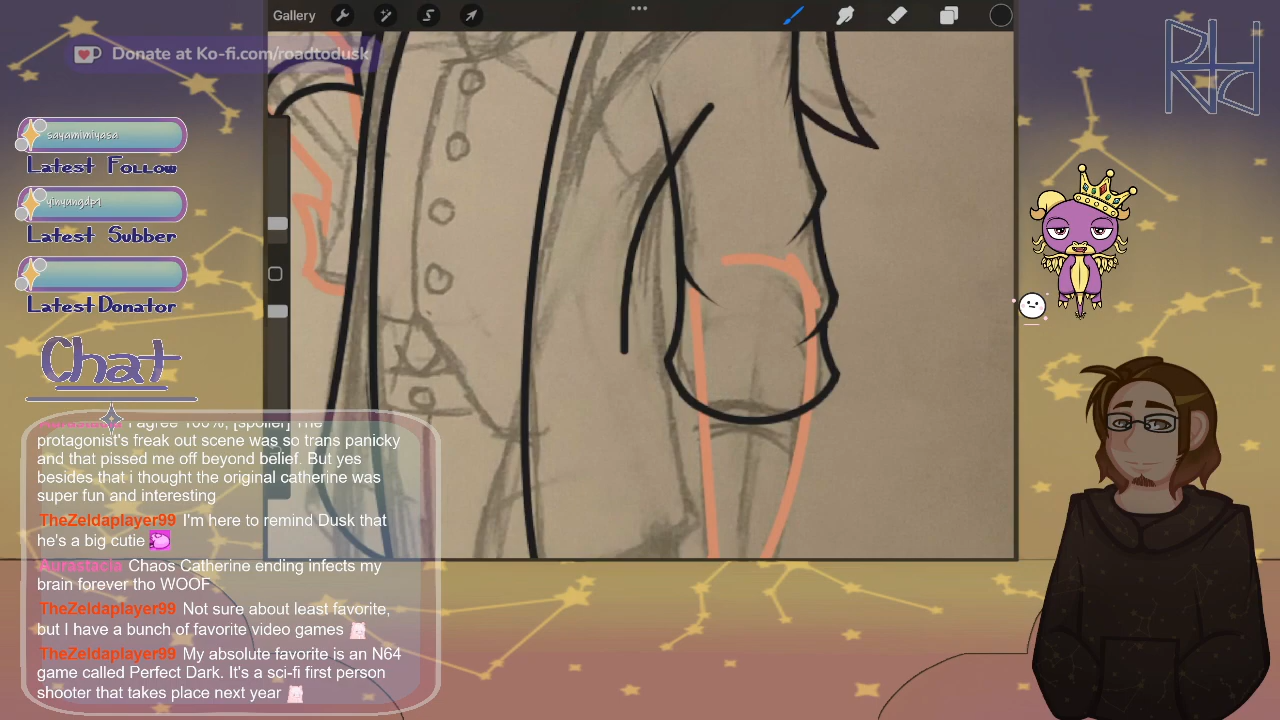 Gallery
Donate at Ko-fi.com/roadtodusk
sayamimiyasa
Latest Follow
yinyangdp1
Latest Subber
Latest Donator
Chat
Aurastacia I agree 100%, [spoiler] The
protagonist's freak out scene was so trans panicky
and that pissed me off beyond belief. But yes
besides that i thought the original catherine was
super fun and interesting
TheZeldaplayer99 I'm here to remind Dusk that
he's a big cutie
Aurastacia Chaos Catherine ending infects my
brain forever tho WOOF
TheZeldaplayer99 Not sure about least favorite,
but I have a bunch of favorite video games
TheZeldaplayer99 My absolute favorite is an N64
game called Perfect Dark. It's a sci-fi first person
shooter that takes place next year